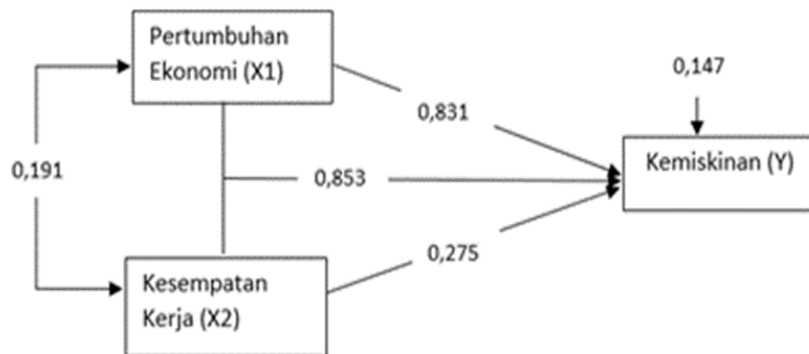 Pertumbuhan
Ekonomi (X1)
0,147
0,831
Kemiskinan (Y)
0,191
0,853
0,275
Kesempatan
Kerja (X2)